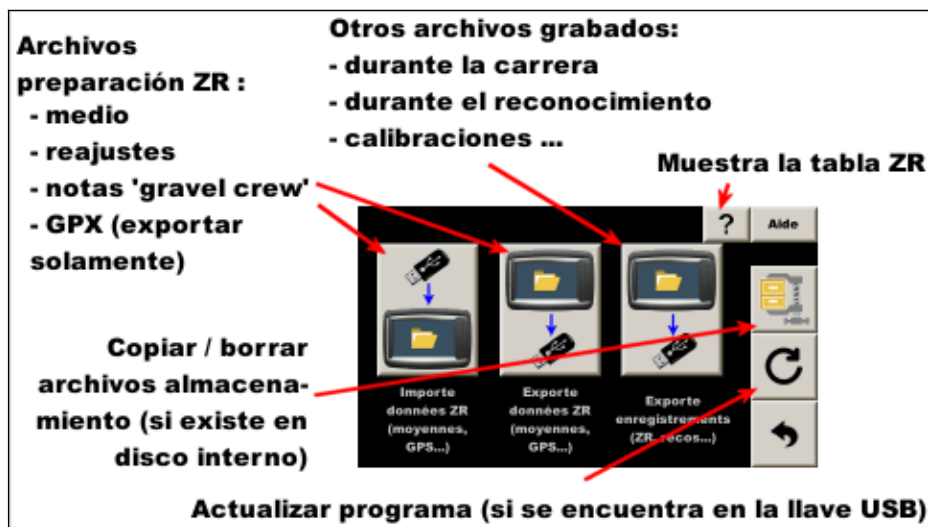 Archivos
preparación ZR :
- medio
- reajustes
- notas 'gravel crew'
- GPX (exportar
solamente)
Otros archivos grabados:
- durante la carrera
- durante el reconocimiento
- calibraciones ...
Muestra la tabla ZR
?
Aide
Copiar / borrar
archivos almacena-
miento (si existe en
disco interno)
Importe
données ZR
(moyennes,
GPS...)
Exporte
données ZR
(moyennes,
GPS...)
Exporte
enregistrements
(ZR, recos...)
Actualizar programa (si se encuentra en la llave USB)